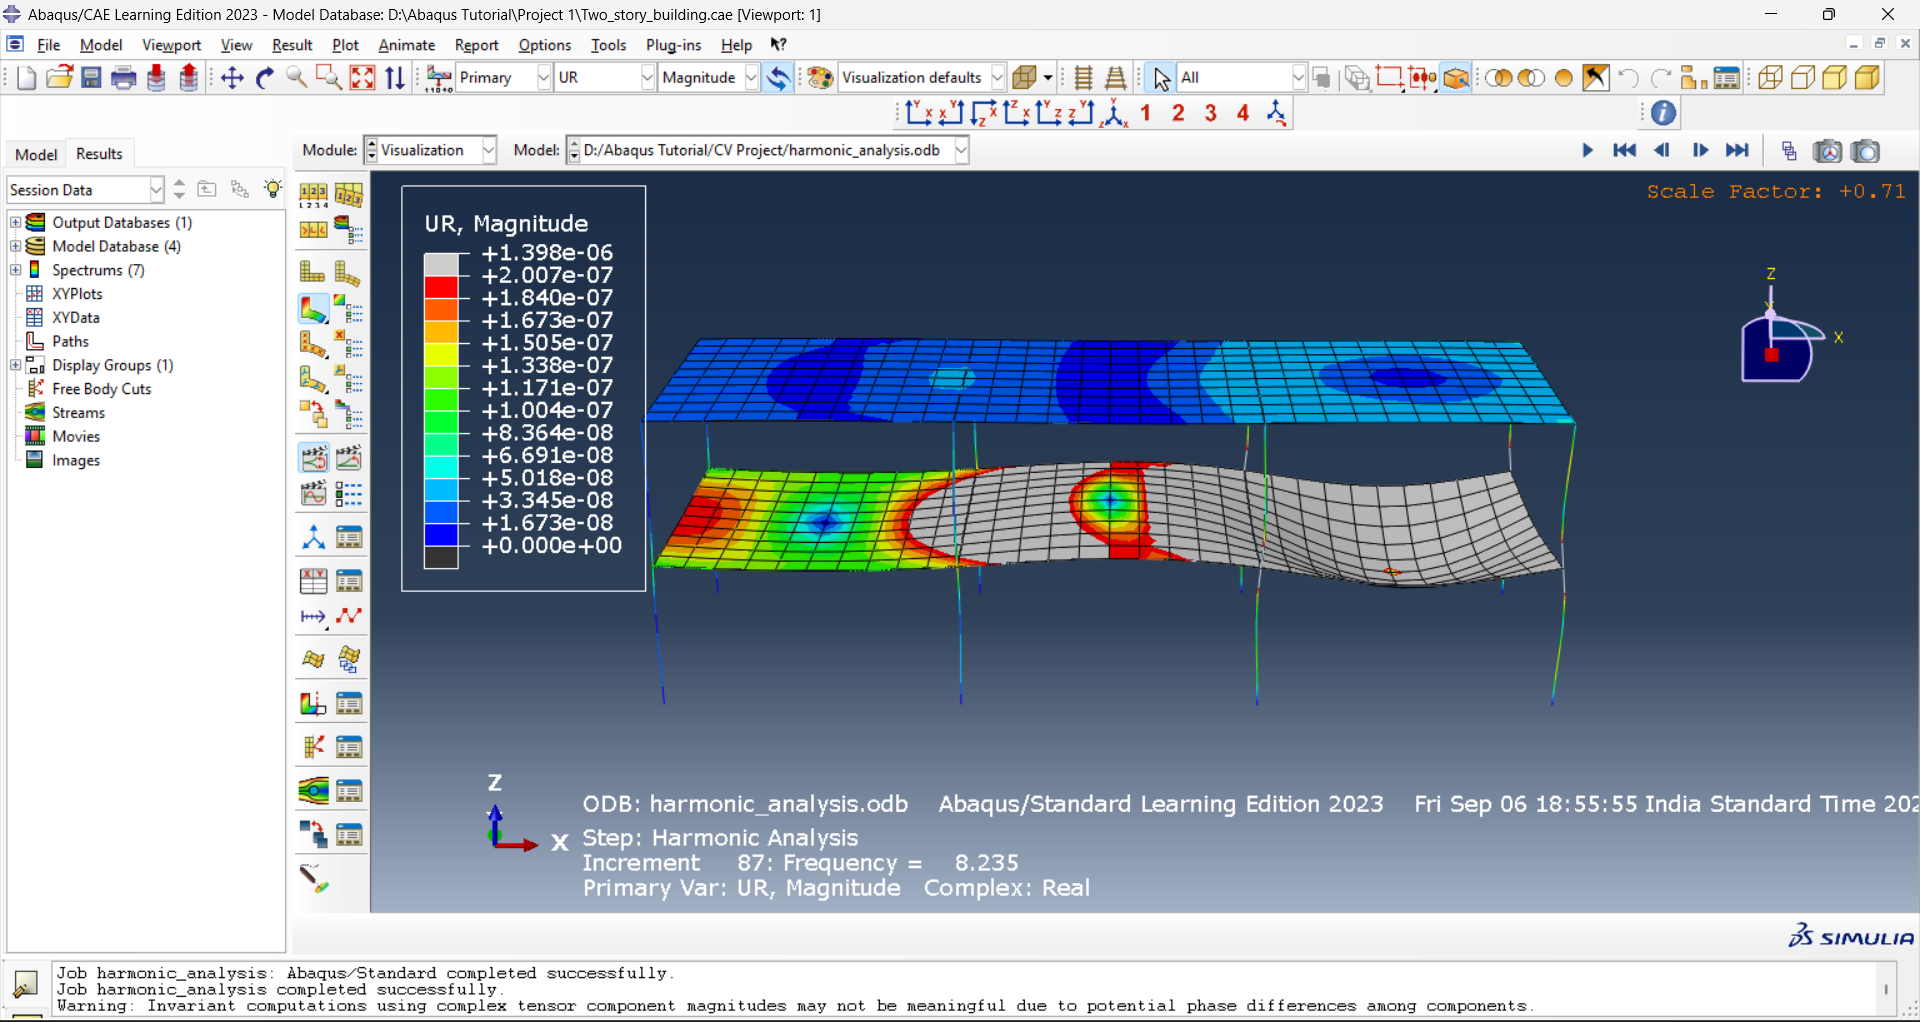 Abaqus/CAE Learning Edition 2023 - Model Database: D:\Abaqus Tutorial\Project 1\Two_story_building.cae [Viewport: 1]
File Model Viewport View Result Plot Animate Report Options Tools Plug-ins Help
Primary UR Magnitude Visualization defaults All
1 2 3 4
Model Results Module: Visualization Model: D:/Abaqus Tutorial/CV Project/harmonic_analysis.odb
Session Data
Output Databases (1)
Model Database (4)
Spectrums (7)
XYPlots
XYData
Paths
Display Groups (1)
Free Body Cuts
Streams
Movies
Images
Scale Factor: +0.71
UR, Magnitude
+1.398e-06
+2.007e-07
+1.840e-07
+1.673e-07
+1.505e-07
+1.338e-07
+1.171e-07
+1.004e-07
+8.364e-08
+6.691e-08
+5.018e-08
+3.345e-08
+1.673e-08
+0.000e+00
Z
Y
X
Z
X
ODB: harmonic_analysis.odb Abaqus/Standard Learning Edition 2023 Fri Sep 06 18:55:55 India Standard Time 202
Step: Harmonic Analysis
Increment 87: Frequency = 8.235
Primary Var: UR, Magnitude Complex: Real
SIMULIA
Job harmonic_analysis: Abaqus/Standard completed successfully.
Job harmonic_analysis completed successfully.
Warning: Invariant computations using complex tensor component magnitudes may not be meaningful due to potential phase differences among components.